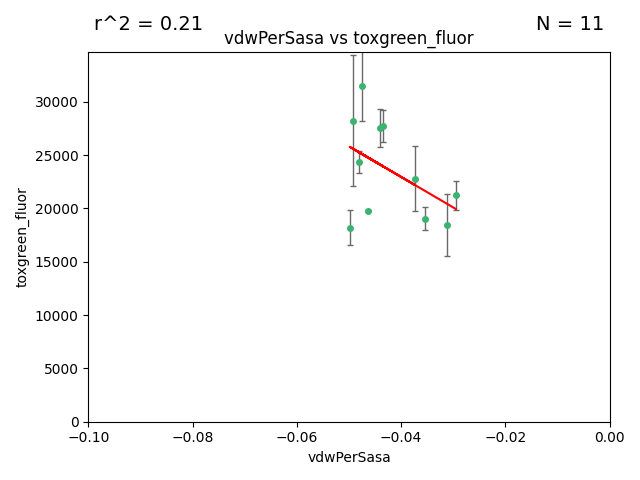 r^2 = 0.21
N = 11
vdwPerSasa vs toxgreen_fluor
30000
25000
20000
15000
10000
5000
0
toxgreen_fluor
−0.10
−0.08
−0.06
−0.04
−0.02
0.00
vdwPerSasa